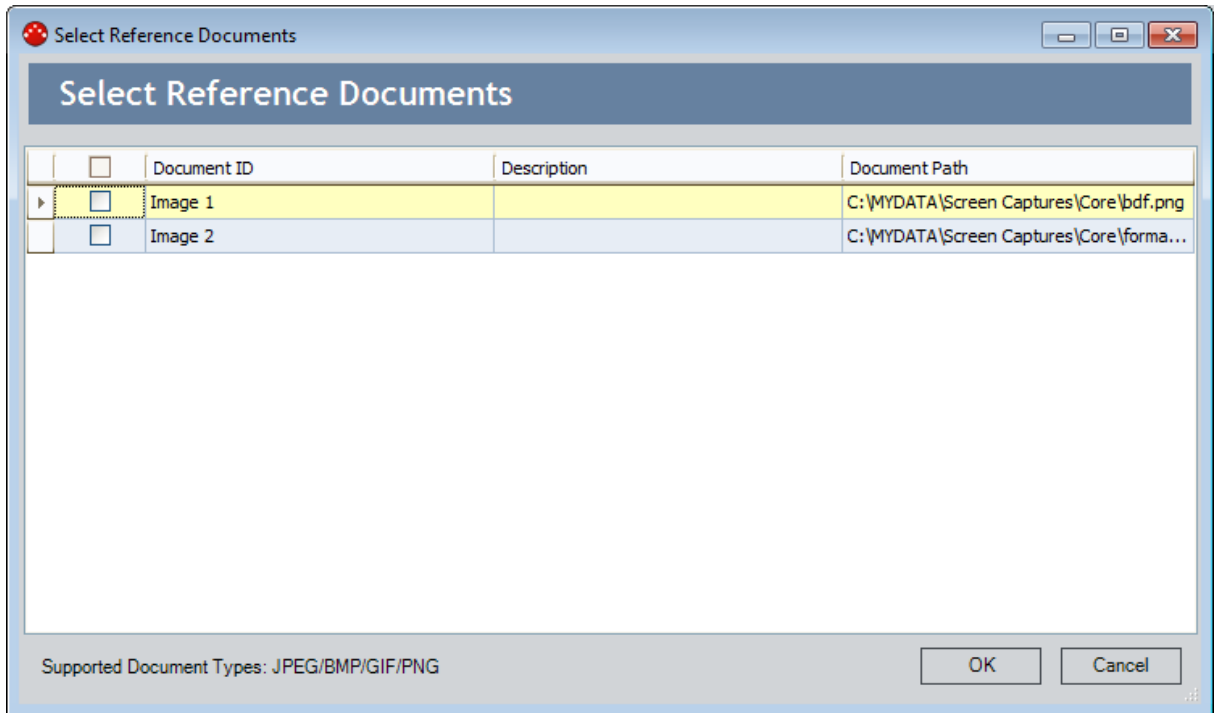 Select Reference Documents
Select Reference Documents
Document ID Description Document Path
Image 1 C:\MYDATA\Screen Captures\Core\bdf.png
Image 2 C:\MYDATA\Screen Captures\Core\forma...
Supported Document Types: JPEG/BMP/GIF/PNG OK Cancel